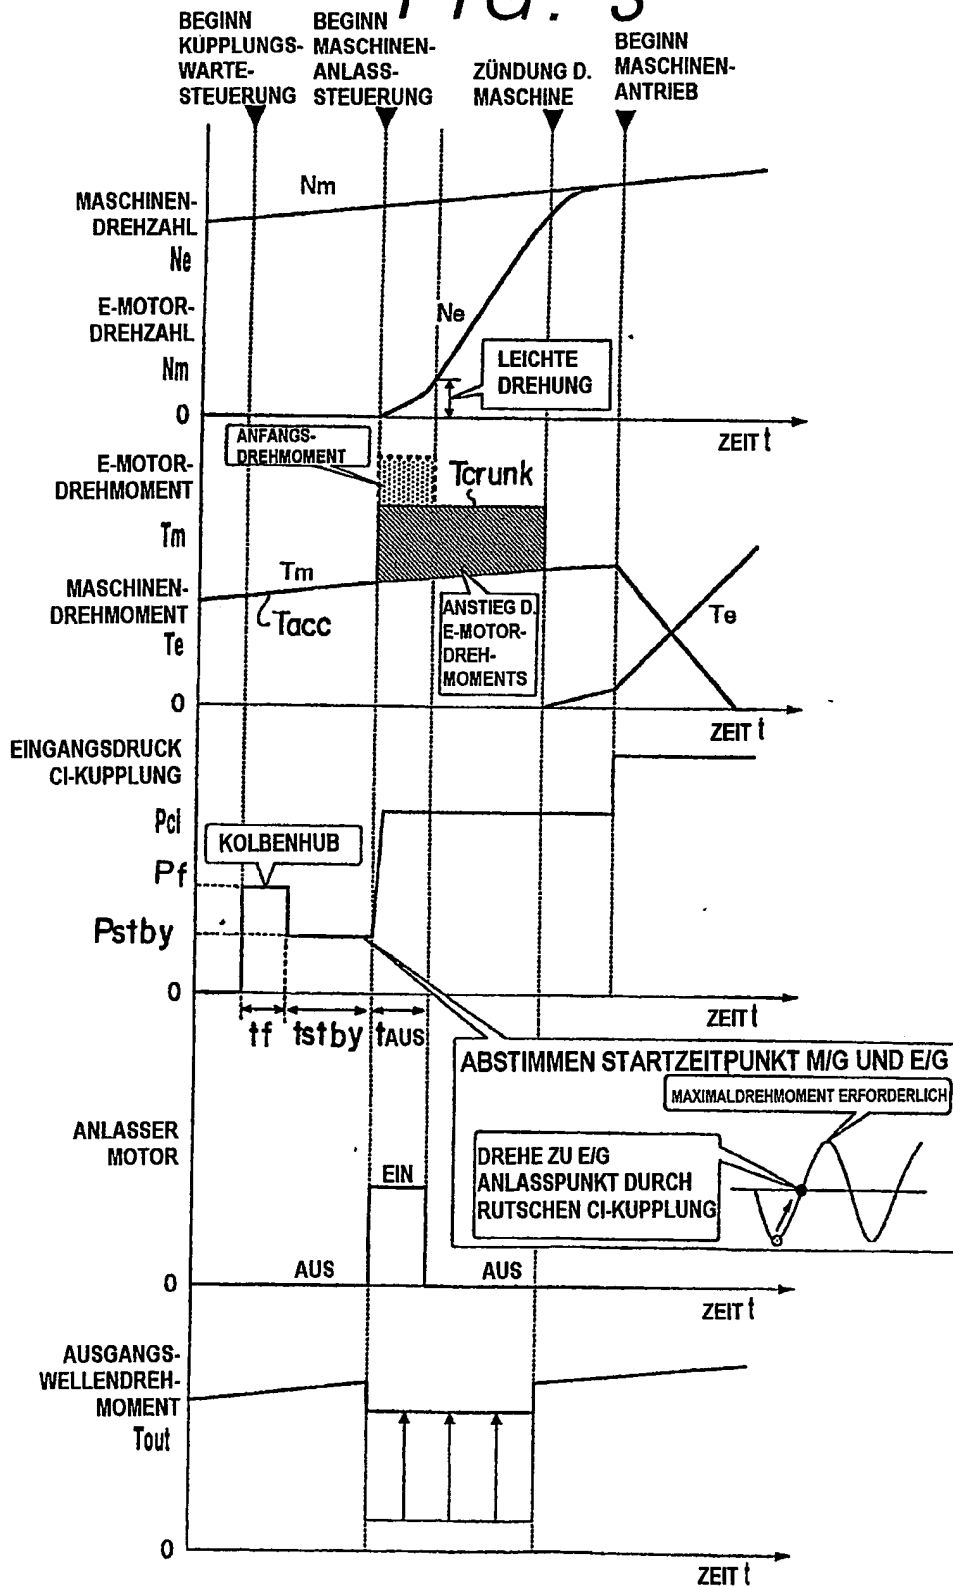 FIG. 3
BEGINN
KUPPLUNGS-
WARTE-
STEUERUNG
BEGINN
MASCHINEN-
ANLASS-
STEUERUNG
ZÜNDUNG D.
MASCHINE
BEGINN
MASCHINEN-
ANTRIEB
MASCHINEN-
DREHZAHL
Ne
E-MOTOR-
DREHZAHL
Nm
0
Nm
Ne
LEICHTE
DREHUNG
ZEIT t
ANFANGS-
DREHMOMENT
E-MOTOR-
DREHMOMENT
Tm
MASCHINEN-
DREHMOMENT
Te
0
Tcrunk
Tm
Tacc
ANSTIEG D.
E-MOTOR-
DREH-
MOMENTS
Te
ZEIT t
EINGANGSDRUCK
CI-KUPPLUNG
Pcl
KOLBENHUB
Pf
Pstby
0
ZEIT t
tf
tstby
tAUS
ABSTIMMEN STARTZEITPUNKT M/G UND E/G
MAXIMALDREHMOMENT ERFORDERLICH
DREHE ZU E/G
ANLASSPUNKT DURCH
RUTSCHEN CI-KUPPLUNG
ANLASSER
MOTOR
EIN
AUS
AUS
0
ZEIT t
AUSGANGS-
WELLENDREH-
MOMENT
Tout
0
ZEIT t